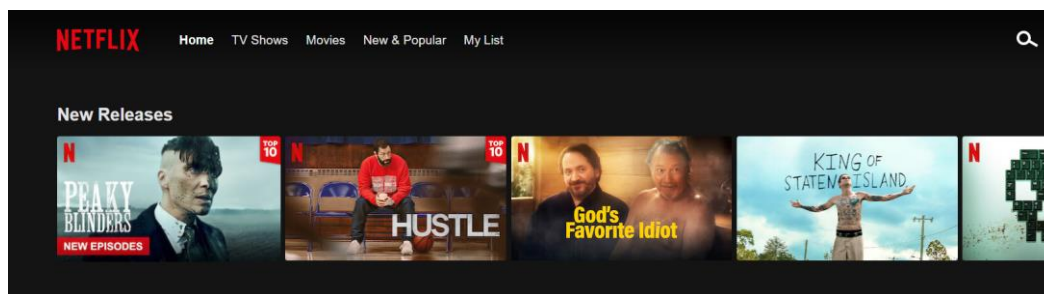 NETFLIX
Home TV Shows Movies New & Popular My List
New Releases
N
TOP
10
PEAKY
BLINDERS
NEW EPISODES
N
TOP
10
HUSTLE
N
God's
Favorite Idiot
KING OF
STATEN ISLAND
N